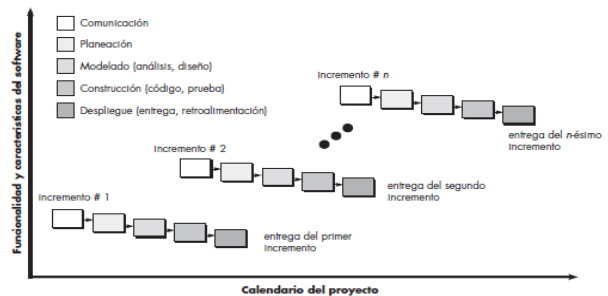 Funcionalidad y características del software
Comunicación
Planeación
Modelado (análisis, diseño)
Construcción (código, prueba)
Despliegue (entrega, retroalimentación)
Incremento # n
entrega del n-ésimo
incremento
Incremento # 2
entrega del segundo
incremento
Incremento # 1
entrega del primer
incremento
Calendario del proyecto